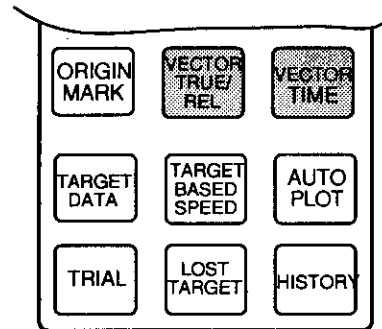 ORIGIN
MARK
VECTOR
TRUE/
REL
VECTOR
TIME
TARGET
DATA
TARGET
BASED
SPEED
AUTO
PLOT
TRIAL
LOST
TARGET
HISTORY